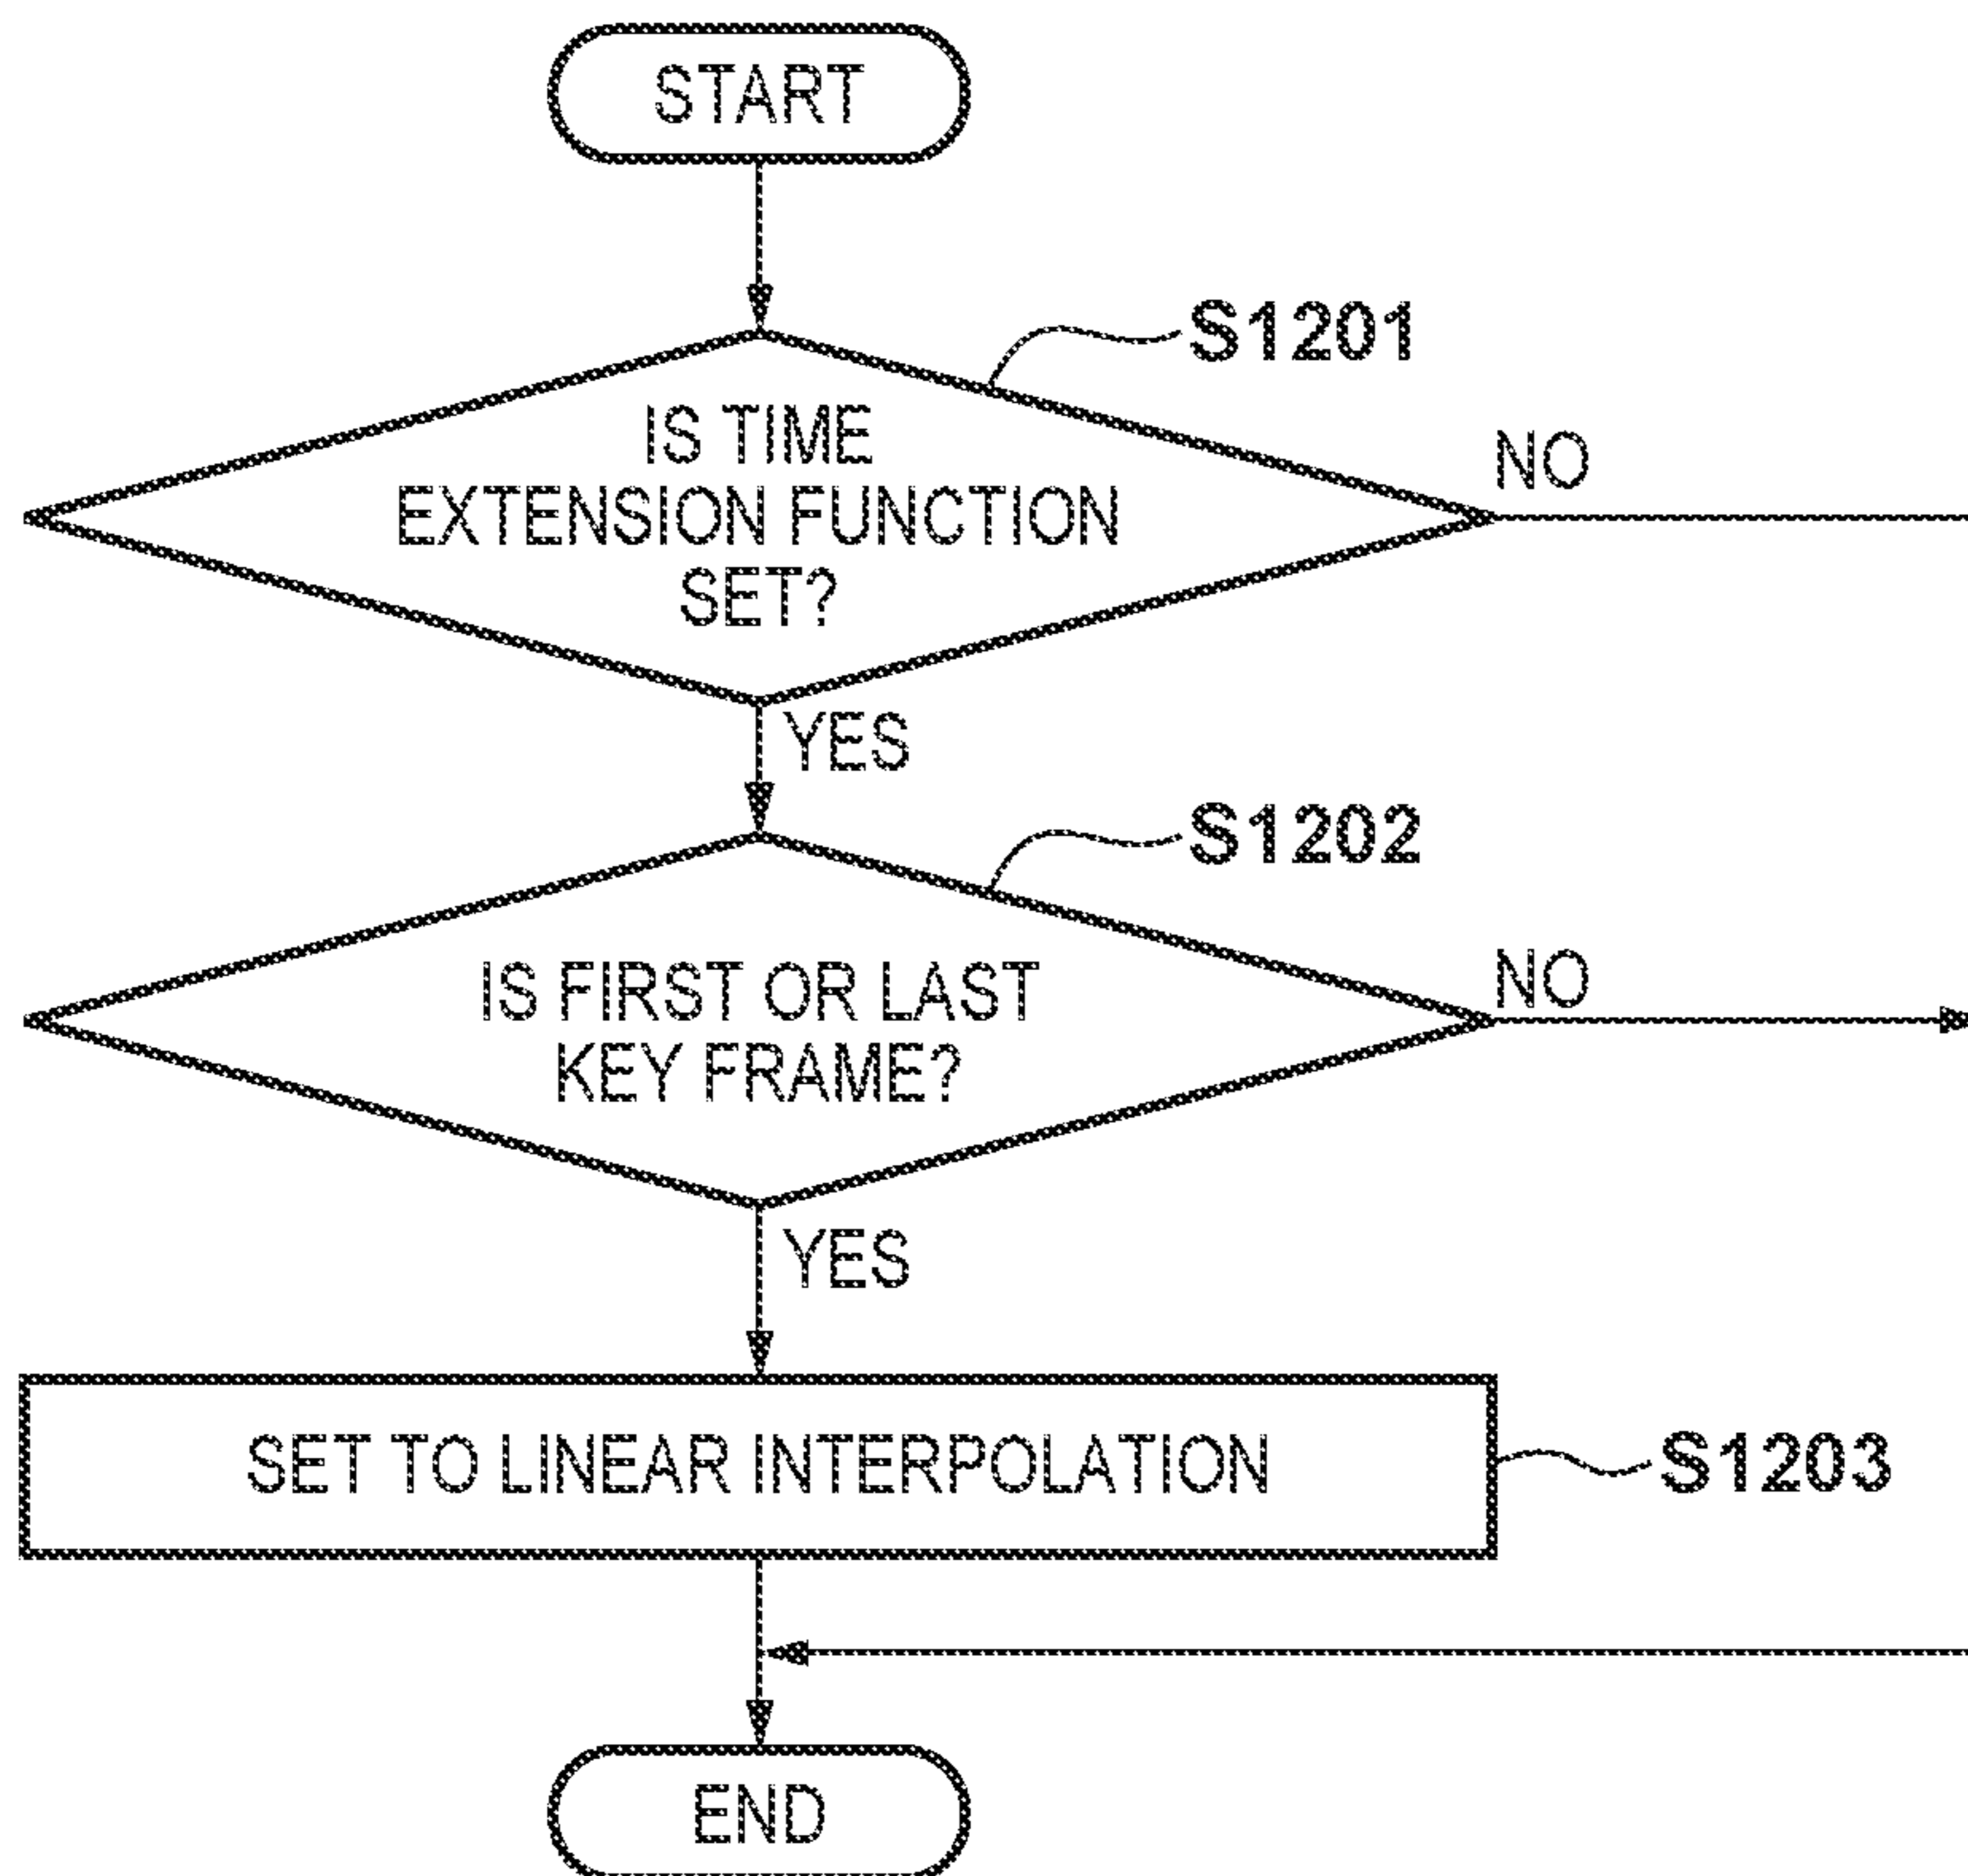 START
S1201
IS TIME
EXTENSION FUNCTION
SET?
NO
YES
S1202
IS FIRST OR LAST
KEY FRAME?
NO
YES
SET TO LINEAR INTERPOLATION
S1203
END